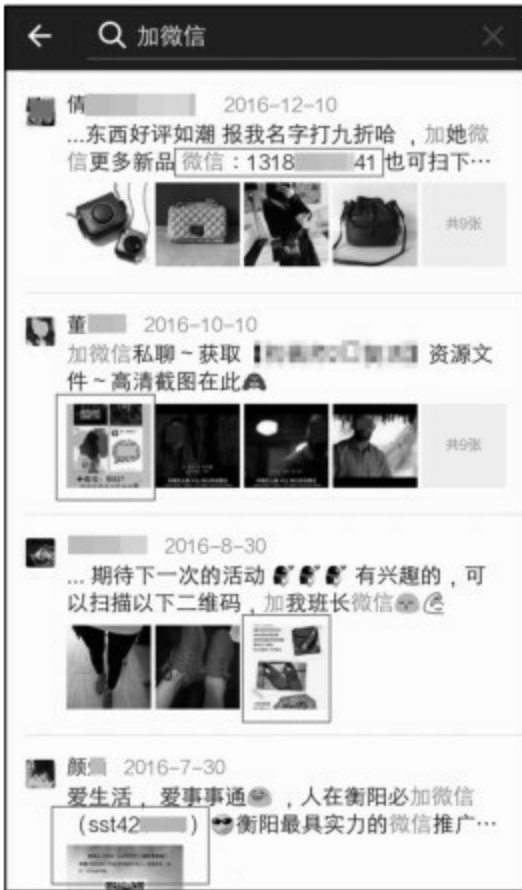 加微信
倩 2016-12-10
...东西好评如潮 报我名字打九折哈，加她微
信更多新品 微信：1318 41 也可扫下…
共9张
董 2016-10-10
加微信私聊～获取【 】资源文
件～高清截图在此
共9张
2016-8-30
... 期待下一次的活动 有兴趣的，可
以扫描以下二维码，加我班长微信
颜 2016-7-30
爱生活，爱事事通 ，人在衡阳必加微信
（sst42 ） 衡阳最具实力的微信推广…